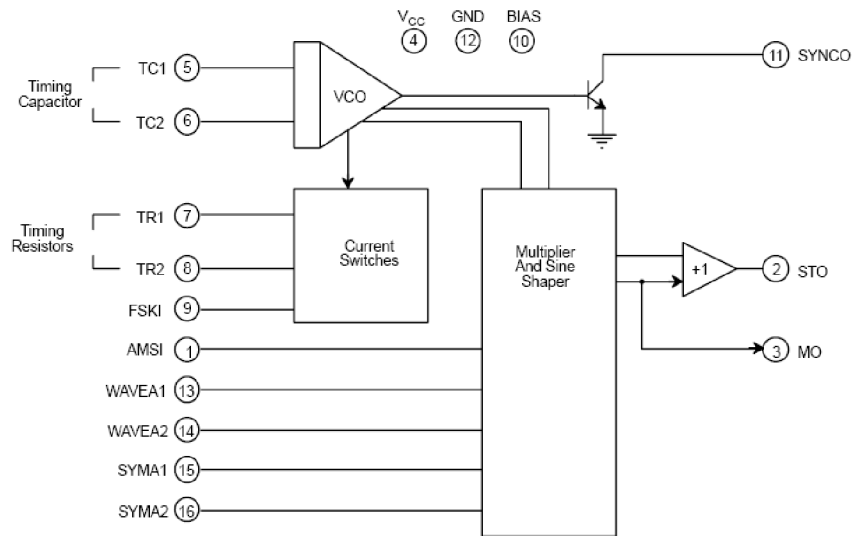 V_CC GND BIAS
4 12 10
11 SYNCO
Timing
Capacitor
TC1 5
TC2 6
VCO
Timing
Resistors
TR1 7
TR2 8
FSKI 9
Current
Switches
Multiplier
And Sine
Shaper
+1
2 STO
3 MO
AMSI 1
WAVEA1 13
WAVEA2 14
SYMA1 15
SYMA2 16